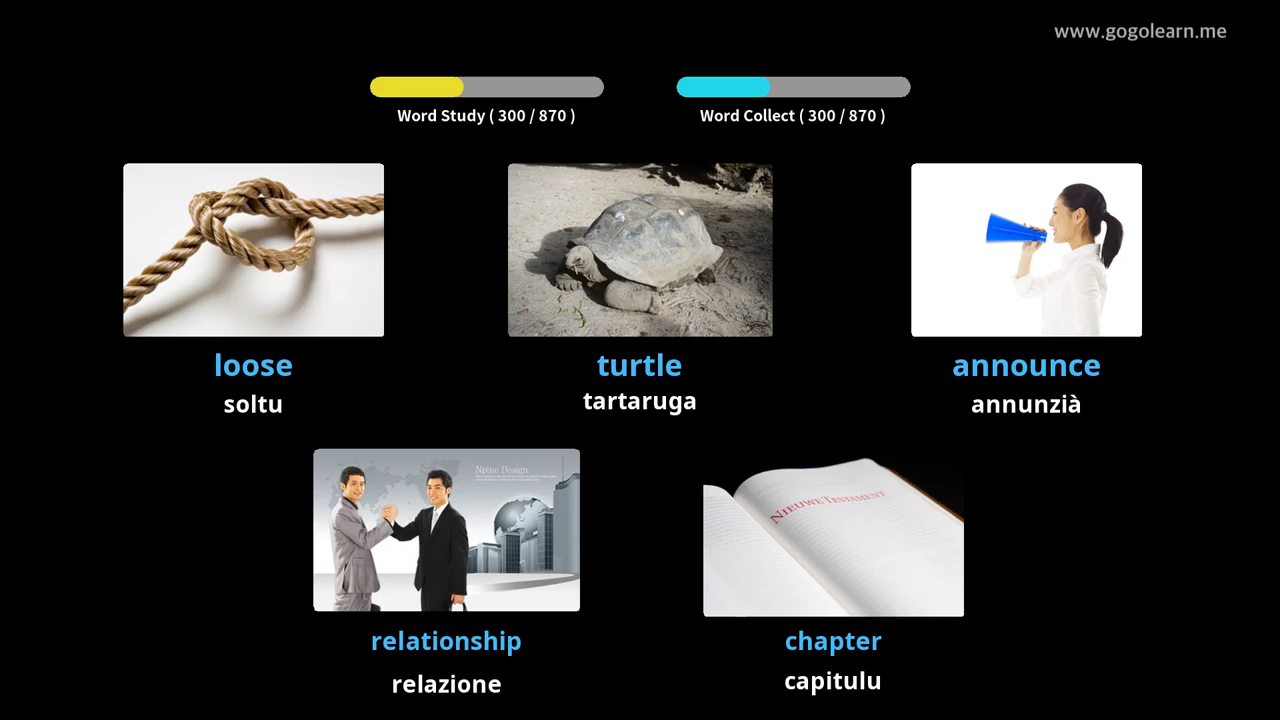 www.gogolearn.me
Word Study ( 300 / 870 )
Word Collect ( 300 / 870 )
loose
soltu
turtle
tartaruga
announce
annunzià
Npine Design
NIEUWE TESTAMENT
relationship
relazione
chapter
capitulu